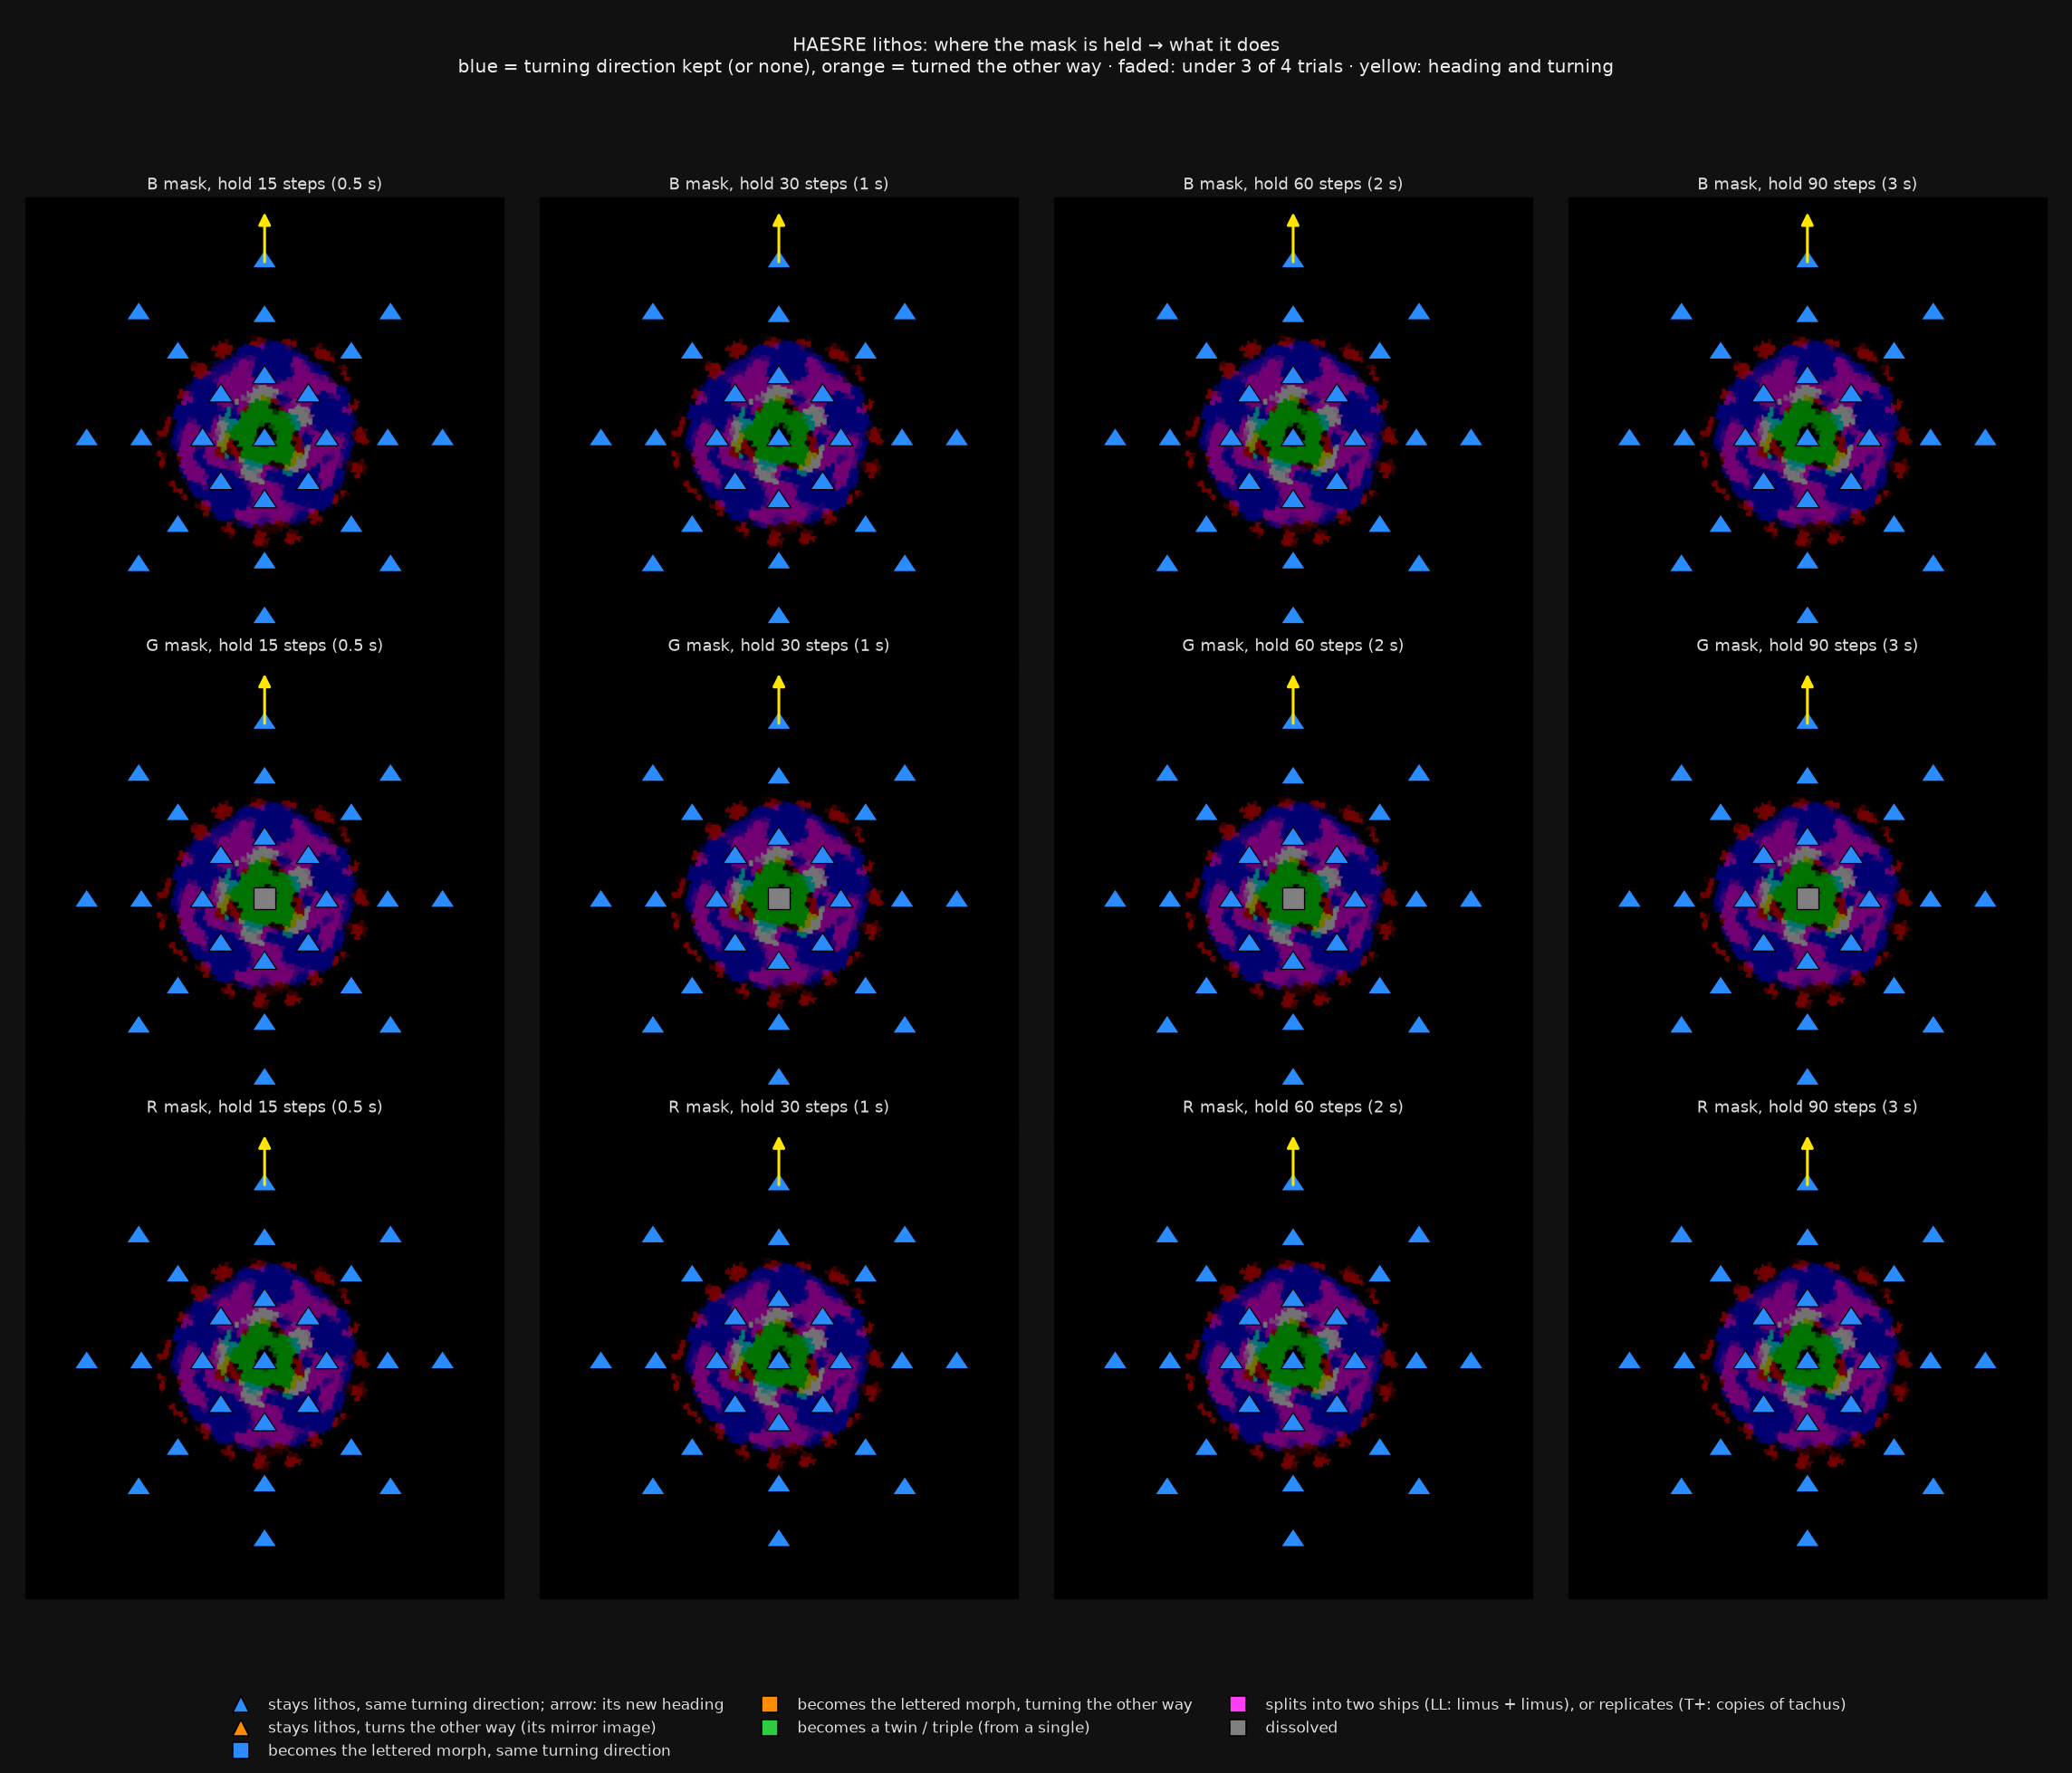 HAESRE lithos: where the mask is held → what it does
blue = turning direction kept (or none), orange = turned the other way · faded: under 3 of 4 trials · yellow: heading and turning
B mask, hold 15 steps (0.5 s)
B mask, hold 30 steps (1 s)
B mask, hold 60 steps (2 s)
B mask, hold 90 steps (3 s)
G mask, hold 15 steps (0.5 s)
G mask, hold 30 steps (1 s)
G mask, hold 60 steps (2 s)
G mask, hold 90 steps (3 s)
R mask, hold 15 steps (0.5 s)
R mask, hold 30 steps (1 s)
R mask, hold 60 steps (2 s)
R mask, hold 90 steps (3 s)
stays lithos, same turning direction; arrow: its new heading
stays lithos, turns the other way (its mirror image)
becomes the lettered morph, same turning direction
becomes the lettered morph, turning the other way
becomes a twin / triple (from a single)
splits into two ships (LL: limus + limus), or replicates (T+: copies of tachus)
dissolved